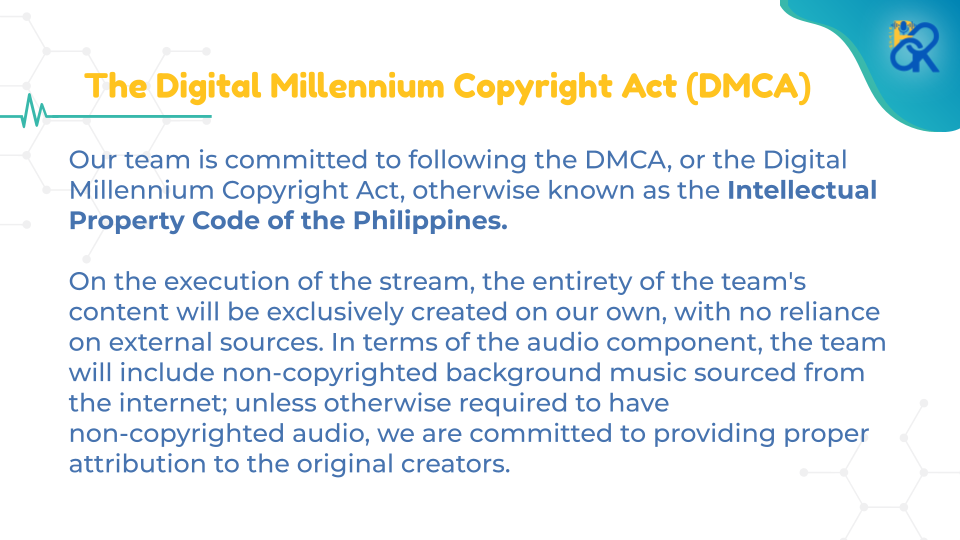 The Digital Millennium Copyright Act (DMCA)
Our team is committed to following the DMCA, or the Digital
Millennium Copyright Act, otherwise known as the Intellectual
Property Code of the Philippines.
On the execution of the stream, the entirety of the team's
content will be exclusively created on our own, with no reliance
on external sources. In terms of the audio component, the team
will include non-copyrighted background music sourced from
the internet; unless otherwise required to have
non-copyrighted audio, we are committed to providing proper
attribution to the original creators.